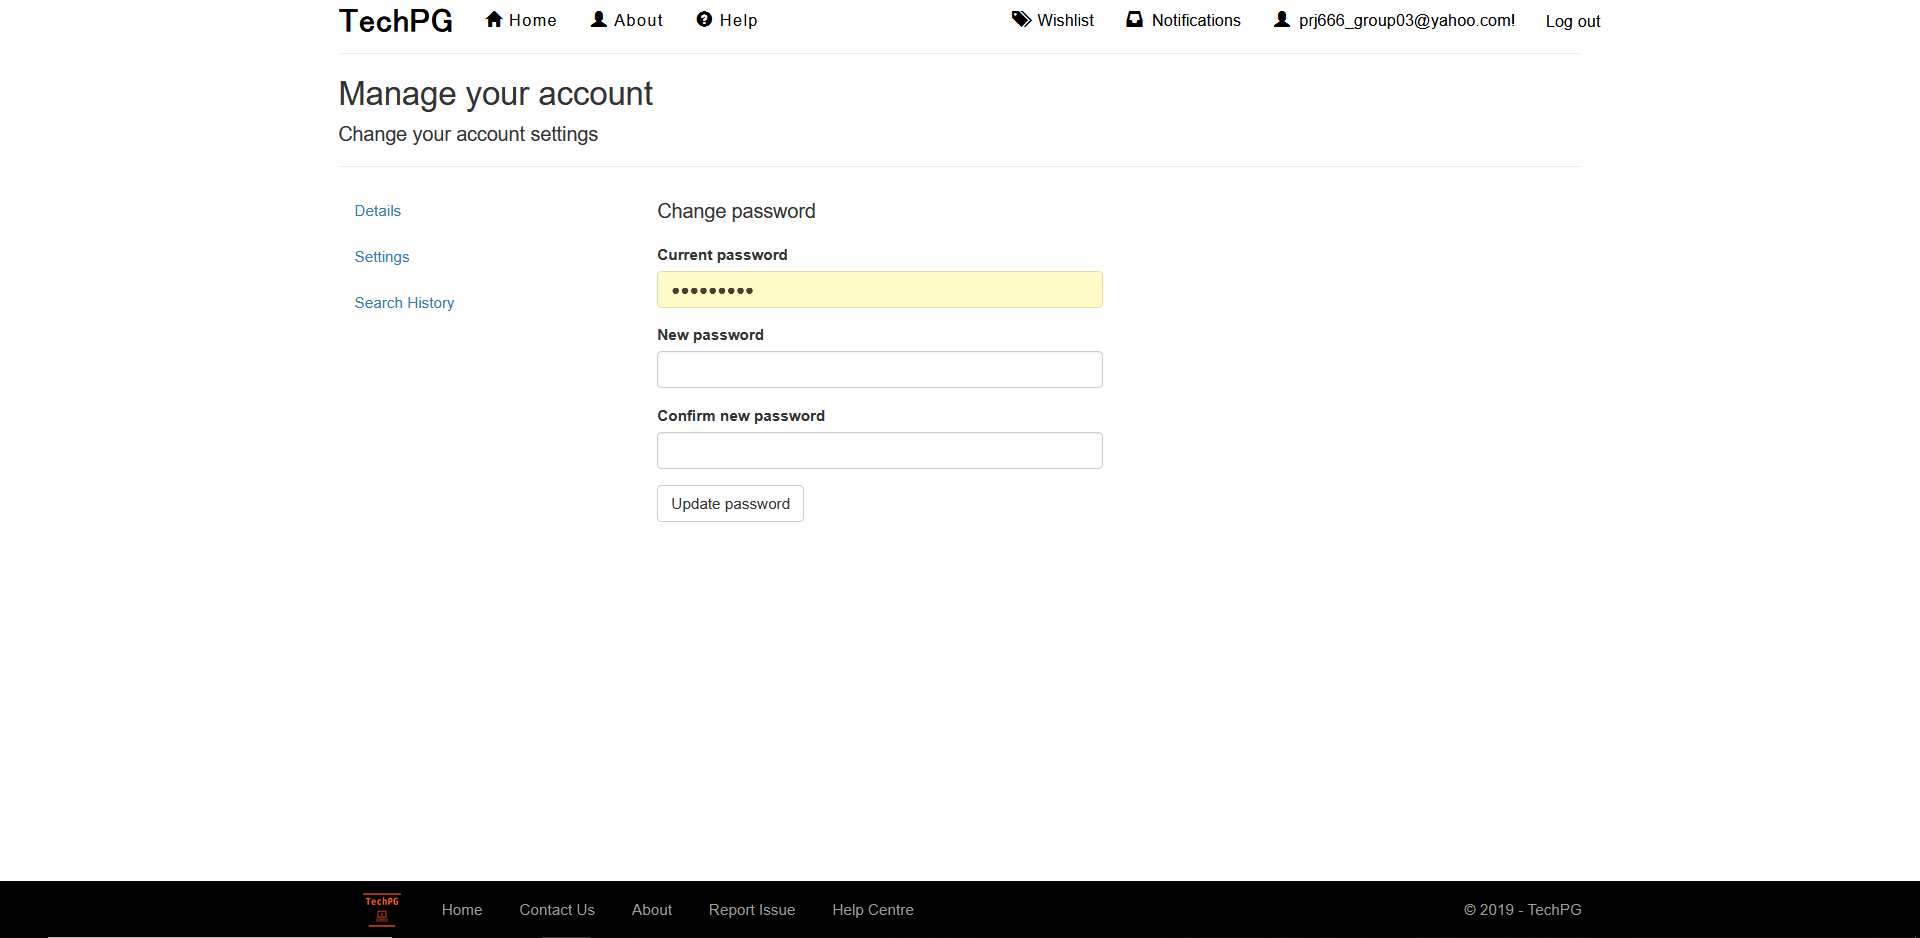 TechPG Home About Help Wishlist Notifications prj666_group03@yahoo.com! Log out
Manage your account
Change your account settings
Details
Settings
Search History
Change password
Current password
•••••••••
New password
Confirm new password
Update password
TechPG Home Contact Us About Report Issue Help Centre © 2019 - TechPG